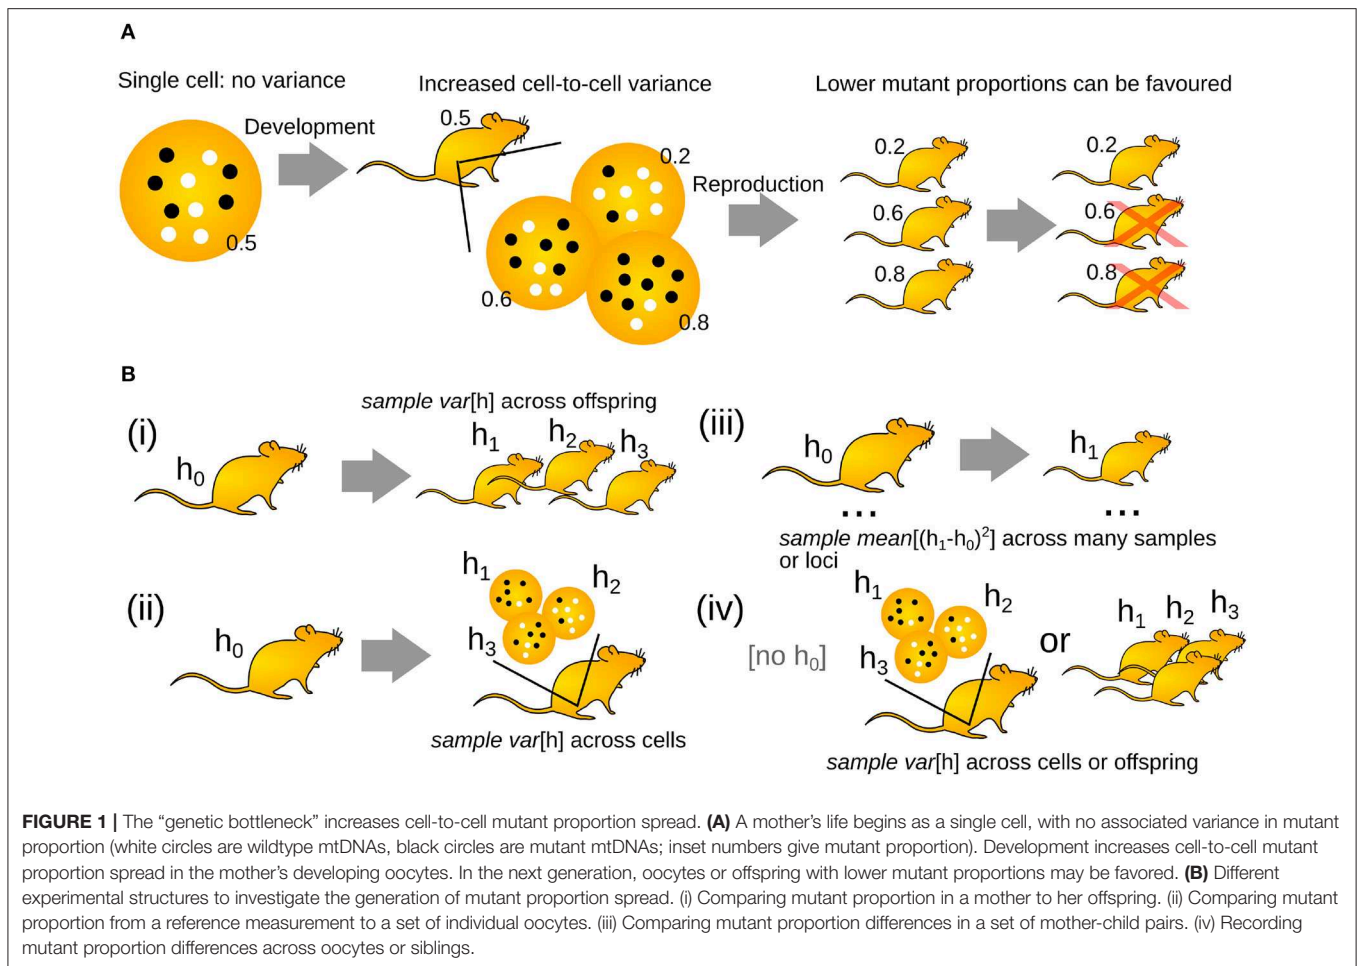 A
Single cell: no variance
Increased cell-to-cell variance
Lower mutant proportions can be favoured
Development
0.5
0.5
0.2
0.6
0.8
Reproduction
0.2
0.6
0.8
0.2
0.6
0.8
B
(i)
h0
sample var[h] across offspring
h1
h2
h3
(ii)
h0
h1
h2
h3
sample var[h] across cells
(iii)
h0
h1
...
...
sample mean[(h1-h0)2] across many samples
or loci
(iv)
[no h0]
h1
h2
h3
or
h1
h2
h3
sample var[h] across cells or offspring
FIGURE 1 | The “genetic bottleneck” increases cell-to-cell mutant proportion spread. (A) A mother’s life begins as a single cell, with no associated variance in mutant
proportion (white circles are wildtype mtDNAs, black circles are mutant mtDNAs; inset numbers give mutant proportion). Development increases cell-to-cell mutant
proportion spread in the mother’s developing oocytes. In the next generation, oocytes or offspring with lower mutant proportions may be favored. (B) Different
experimental structures to investigate the generation of mutant proportion spread. (i) Comparing mutant proportion in a mother to her offspring. (ii) Comparing mutant
proportion from a reference measurement to a set of individual oocytes. (iii) Comparing mutant proportion differences in a set of mother-child pairs. (iv) Recording
mutant proportion differences across oocytes or siblings.